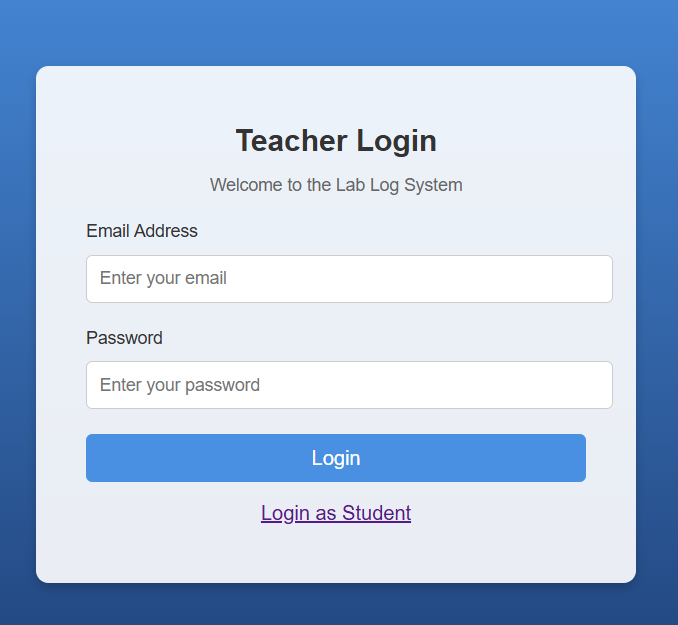 Teacher Login
Welcome to the Lab Log System
Email Address
Enter your email
Password
Enter your password
Login
Login as Student